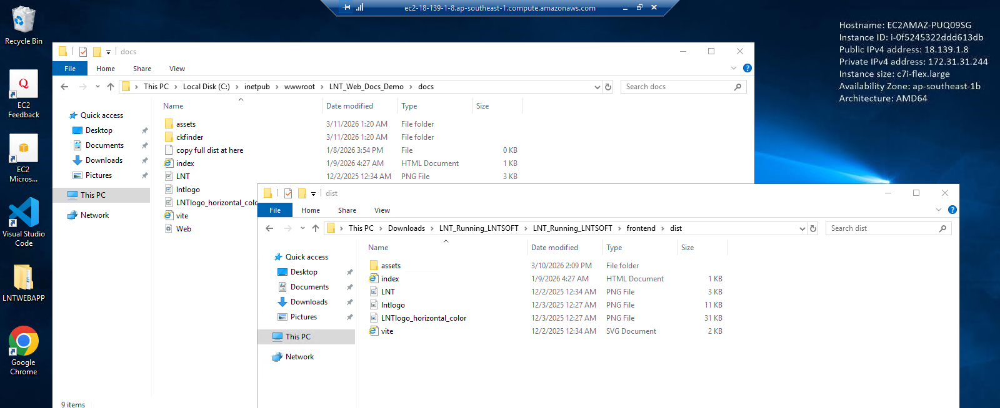 ec2-18-139-1-8.ap-southeast-1.compute.amazonaws.com
Recycle Bin
EC2
Feedback
EC2
Micros...
Visual Studio
Code
LNTWEBAPP
Google
Chrome
Hostname: EC2AMAZ-PUQ09SG
Instance ID: i-0f5245322ddd613db
Public IPv4 address: 18.139.1.8
Private IPv4 address: 172.31.31.244
Instance size: c7i-flex.large
Availability Zone: ap-southeast-1b
Architecture: AMD64
docs
File Home Share View
This PC Local Disk (C:) inetpub wwwroot LNT_Web_Docs_Demo docs Search docs
Quick access
Desktop
Documents
Downloads
Pictures
This PC
Network
Name Date modified Type Size
assets 3/11/2026 1:20 AM File folder
ckfinder 3/11/2026 1:20 AM File folder
copy full dist at here 1/8/2026 3:54 PM File 0 KB
index 1/9/2026 4:27 AM HTML Document 1 KB
LNT 12/2/2025 12:34 AM PNG File 3 KB
lntlogo
LNTlogo_horizontal_colo
vite
Web
9 items
dist
File Home Share View
This PC Downloads LNT_Running_LNTSOFT LNT_Running_LNTSOFT frontend dist Search dist
Quick access
Desktop
Documents
Downloads
Pictures
This PC
Network
Name Date modified Type Size
assets 3/10/2026 2:09 PM File folder
index 1/9/2026 4:27 AM HTML Document 1 KB
LNT 12/2/2025 12:34 AM PNG File 3 KB
lntlogo 12/3/2025 12:27 AM PNG File 11 KB
LNTlogo_horizontal_color 12/3/2025 12:27 AM PNG File 31 KB
vite 12/2/2025 12:34 AM SVG Document 2 KB